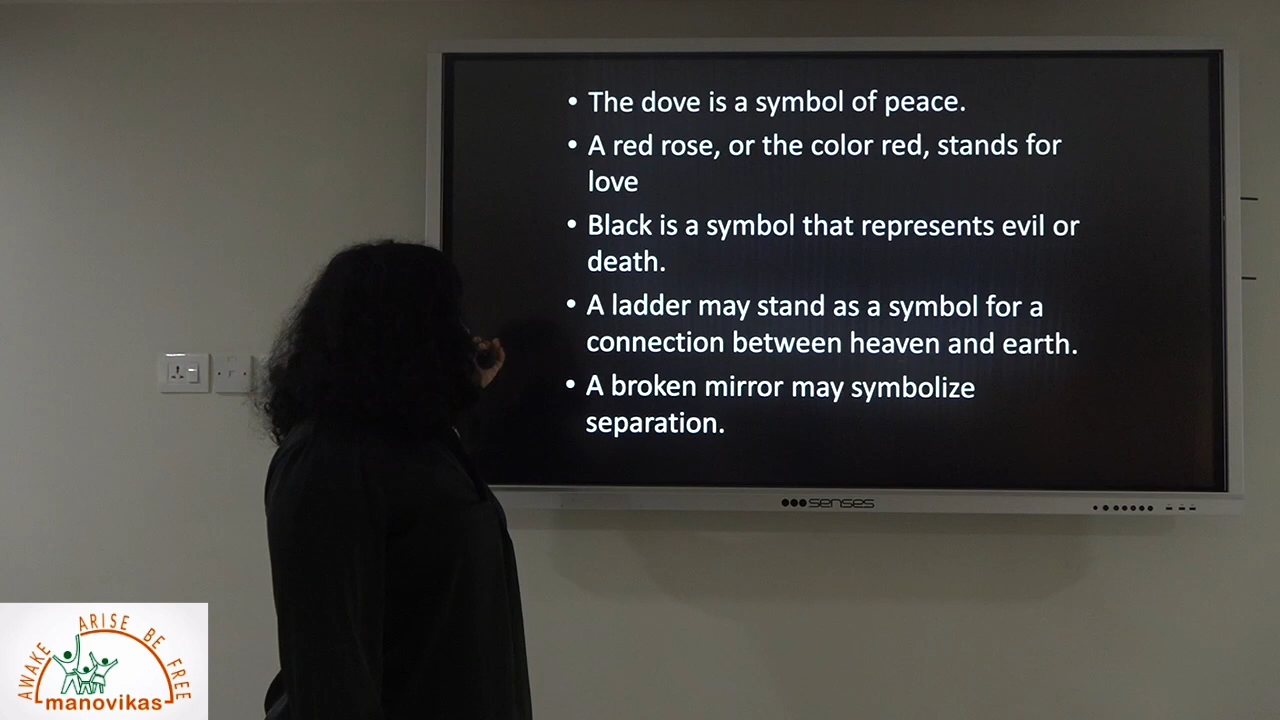 • The dove is a symbol of peace.
• A red rose, or the color red, stands for
love
• Black is a symbol that represents evil or
death.
• A ladder may stand as a symbol for a
connection between heaven and earth.
• A broken mirror may symbolize
separation.
senses
AWAKE ARISE BE FREE
manovikas